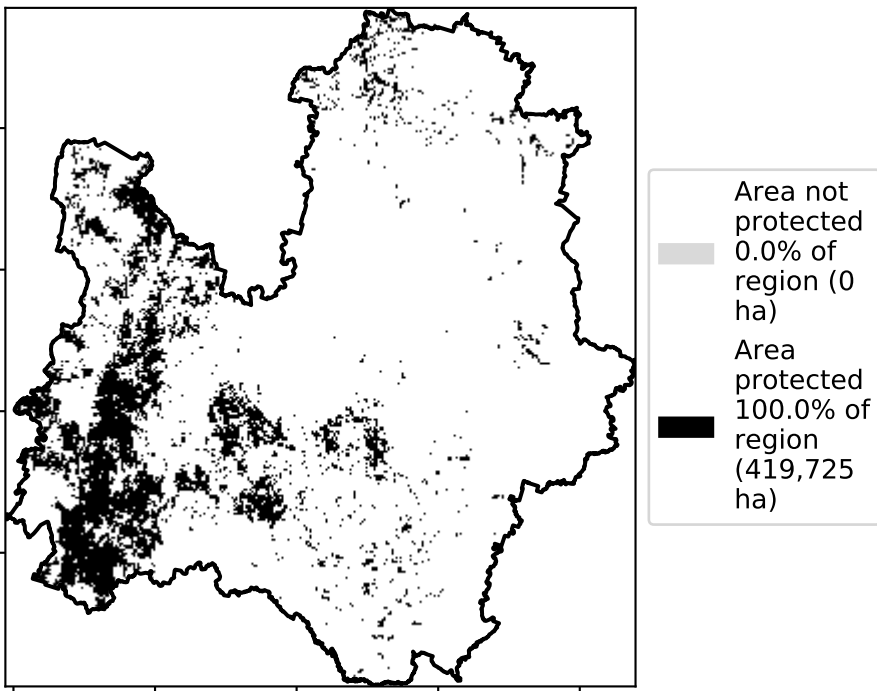 Area not
protected
0.0% of
region (0
ha)
Area
protected
100.0% of
region
(419,725
ha)